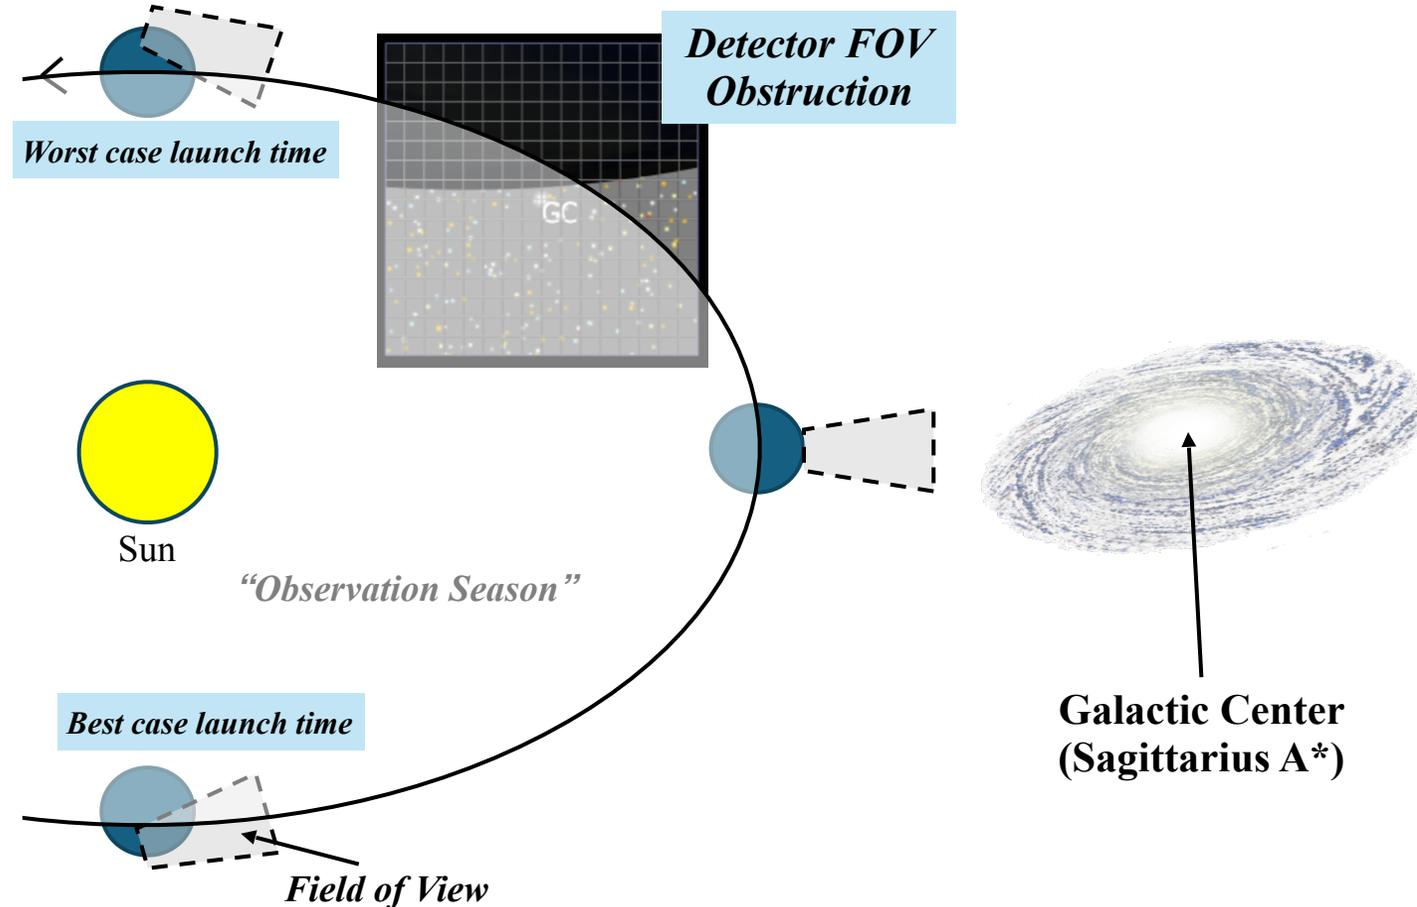 Detector FOV
Obstruction
Worst case launch time
GC
Sun
“Observation Season”
Best case launch time
Galactic Center
(Sagittarius A*)
Field of View